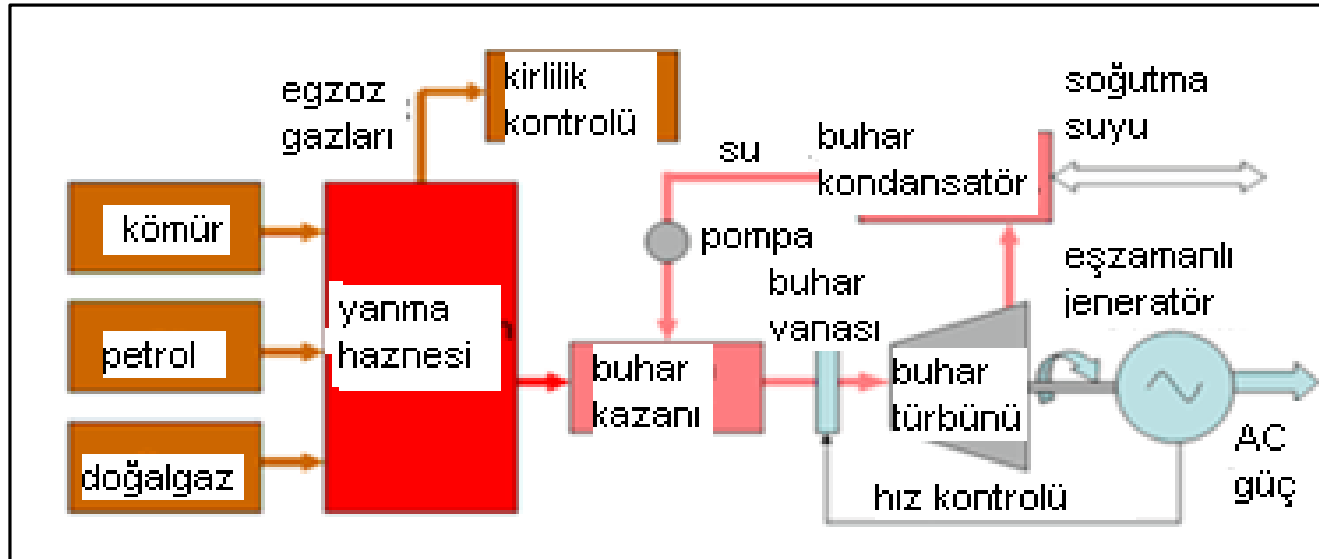 egzoz
gazları
kirlilik
kontrolü
soğutma
suyu
su
buhar
kondansatör
kömür
pompa
petrol
yanma
haznesi
buhar
vanası
eşzamanlı
jeneratör
buhar
kazanı
buhar
türbünü
doğalgaz
hız kontrolü
AC
güç